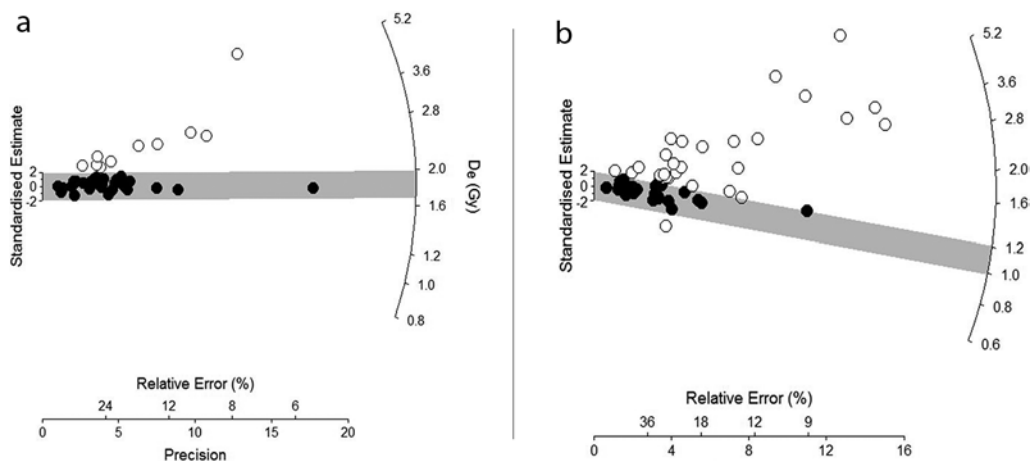 a
5.2
3.6
2.8
2.0
1.6
1.2
1.0
0.8
De (Gy)
Standardised Estimate
2
0
-2
Relative Error (%)
24 12 8 6
0 5 10 15 20
Precision
b
5.2
3.6
2.8
2.0
1.6
1.2
1.0
0.8
0.6
Standardised Estimate
2
0
-2
Relative Error (%)
36 18 12 9
0 4 8 12 16